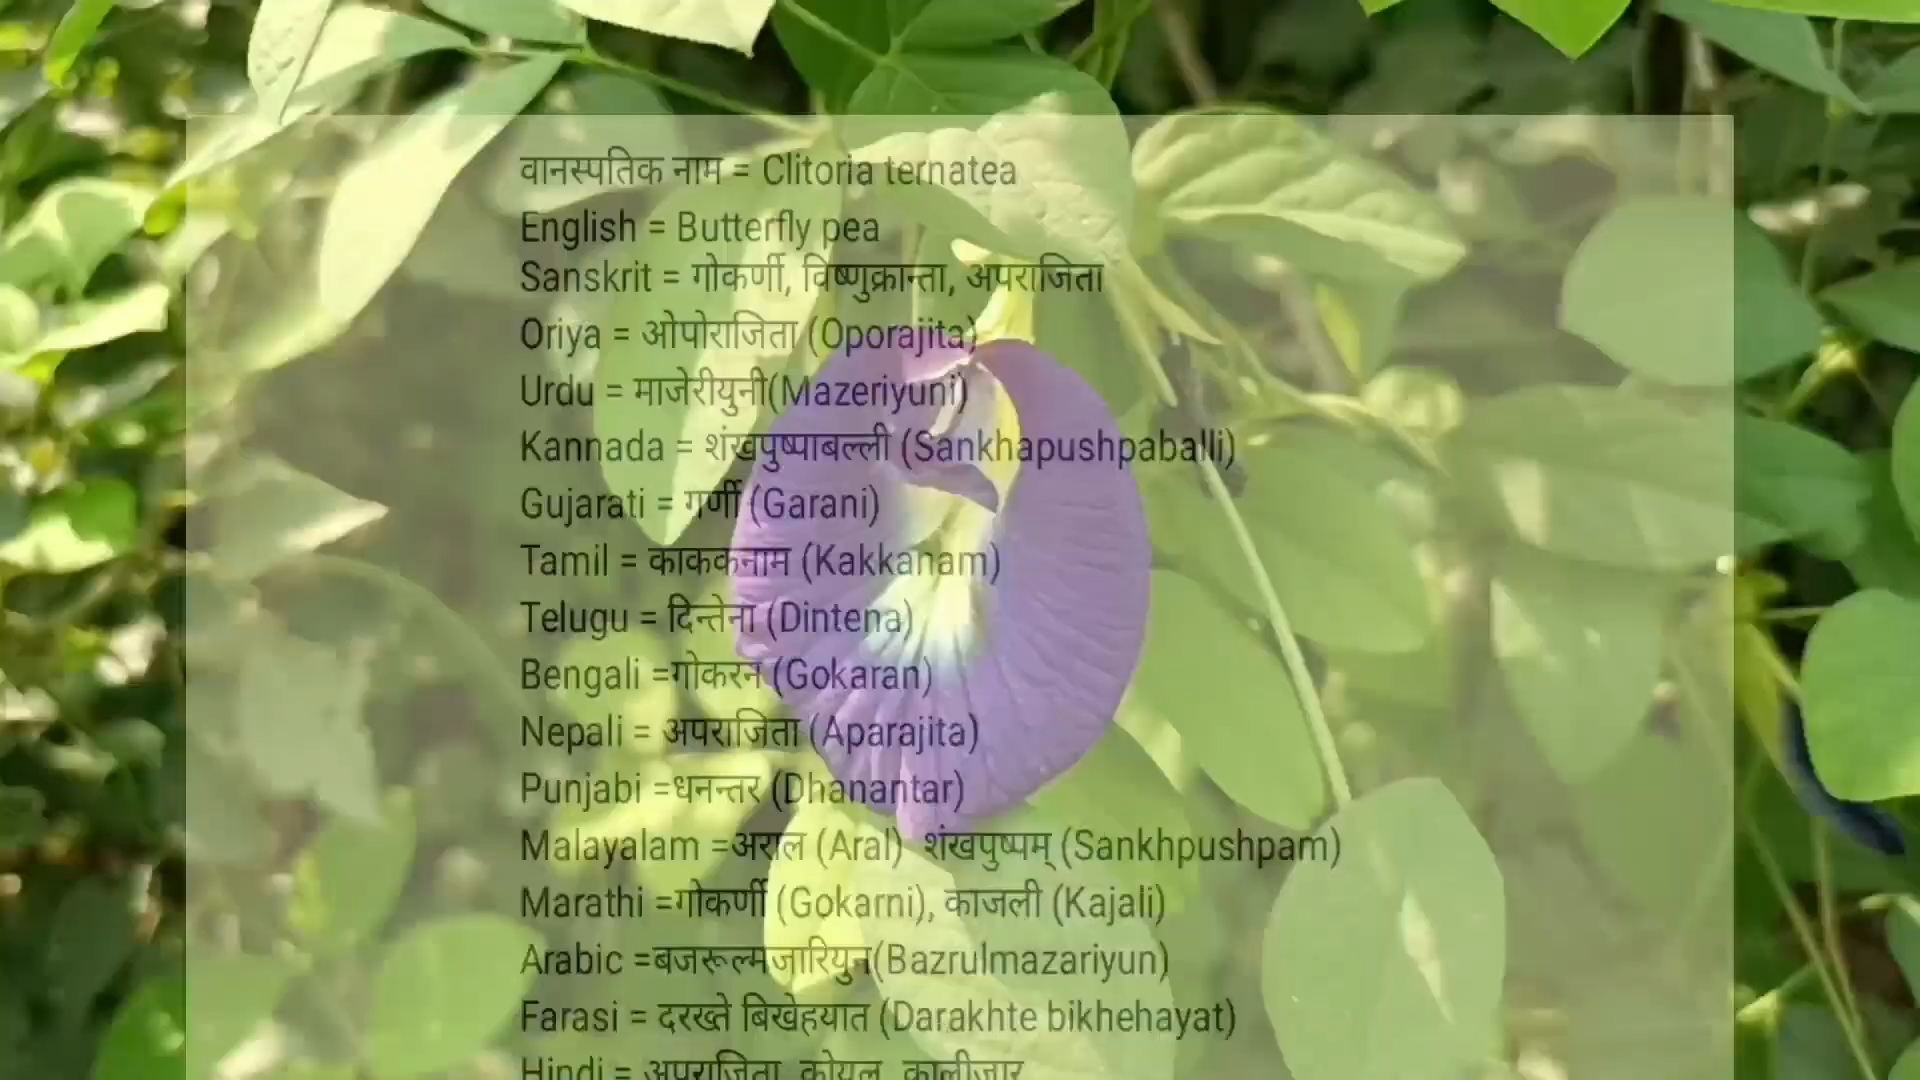 वानस्पतिक नाम = Clitoria ternatea
English = Butterfly pea
Sanskrit = गोकर्णी, विष्णुक्रान्ता, अपराजिता
Oriya = ओपोराजिता (Oporajita)
Urdu = माजेरीयुनी(Mazeriyuni)
Kannada = शंखपुष्पाबल्ली (Sankhapushpaballi)
Gujarati = गर्णी (Garani)
Tamil = काककनाम (Kakkanam)
Telugu = दिन्तेना (Dintena)
Bengali =गोकरन (Gokaran)
Nepali = अपराजिता (Aparajita)
Punjabi =धनन्तर (Dhanantar)
Malayalam =अराल (Aral)  शंखपुष्पम् (Sankhpushpam)
Marathi =गोकर्णी (Gokarni), काजली (Kajali)
Arabic =बजरूल्मजारियुन(Bazrulmazariyun)
Farasi = दरख्ते बिखेहयात (Darakhte bikhehayat)
Hindi = अपराजिता, कोयल, कालीजार